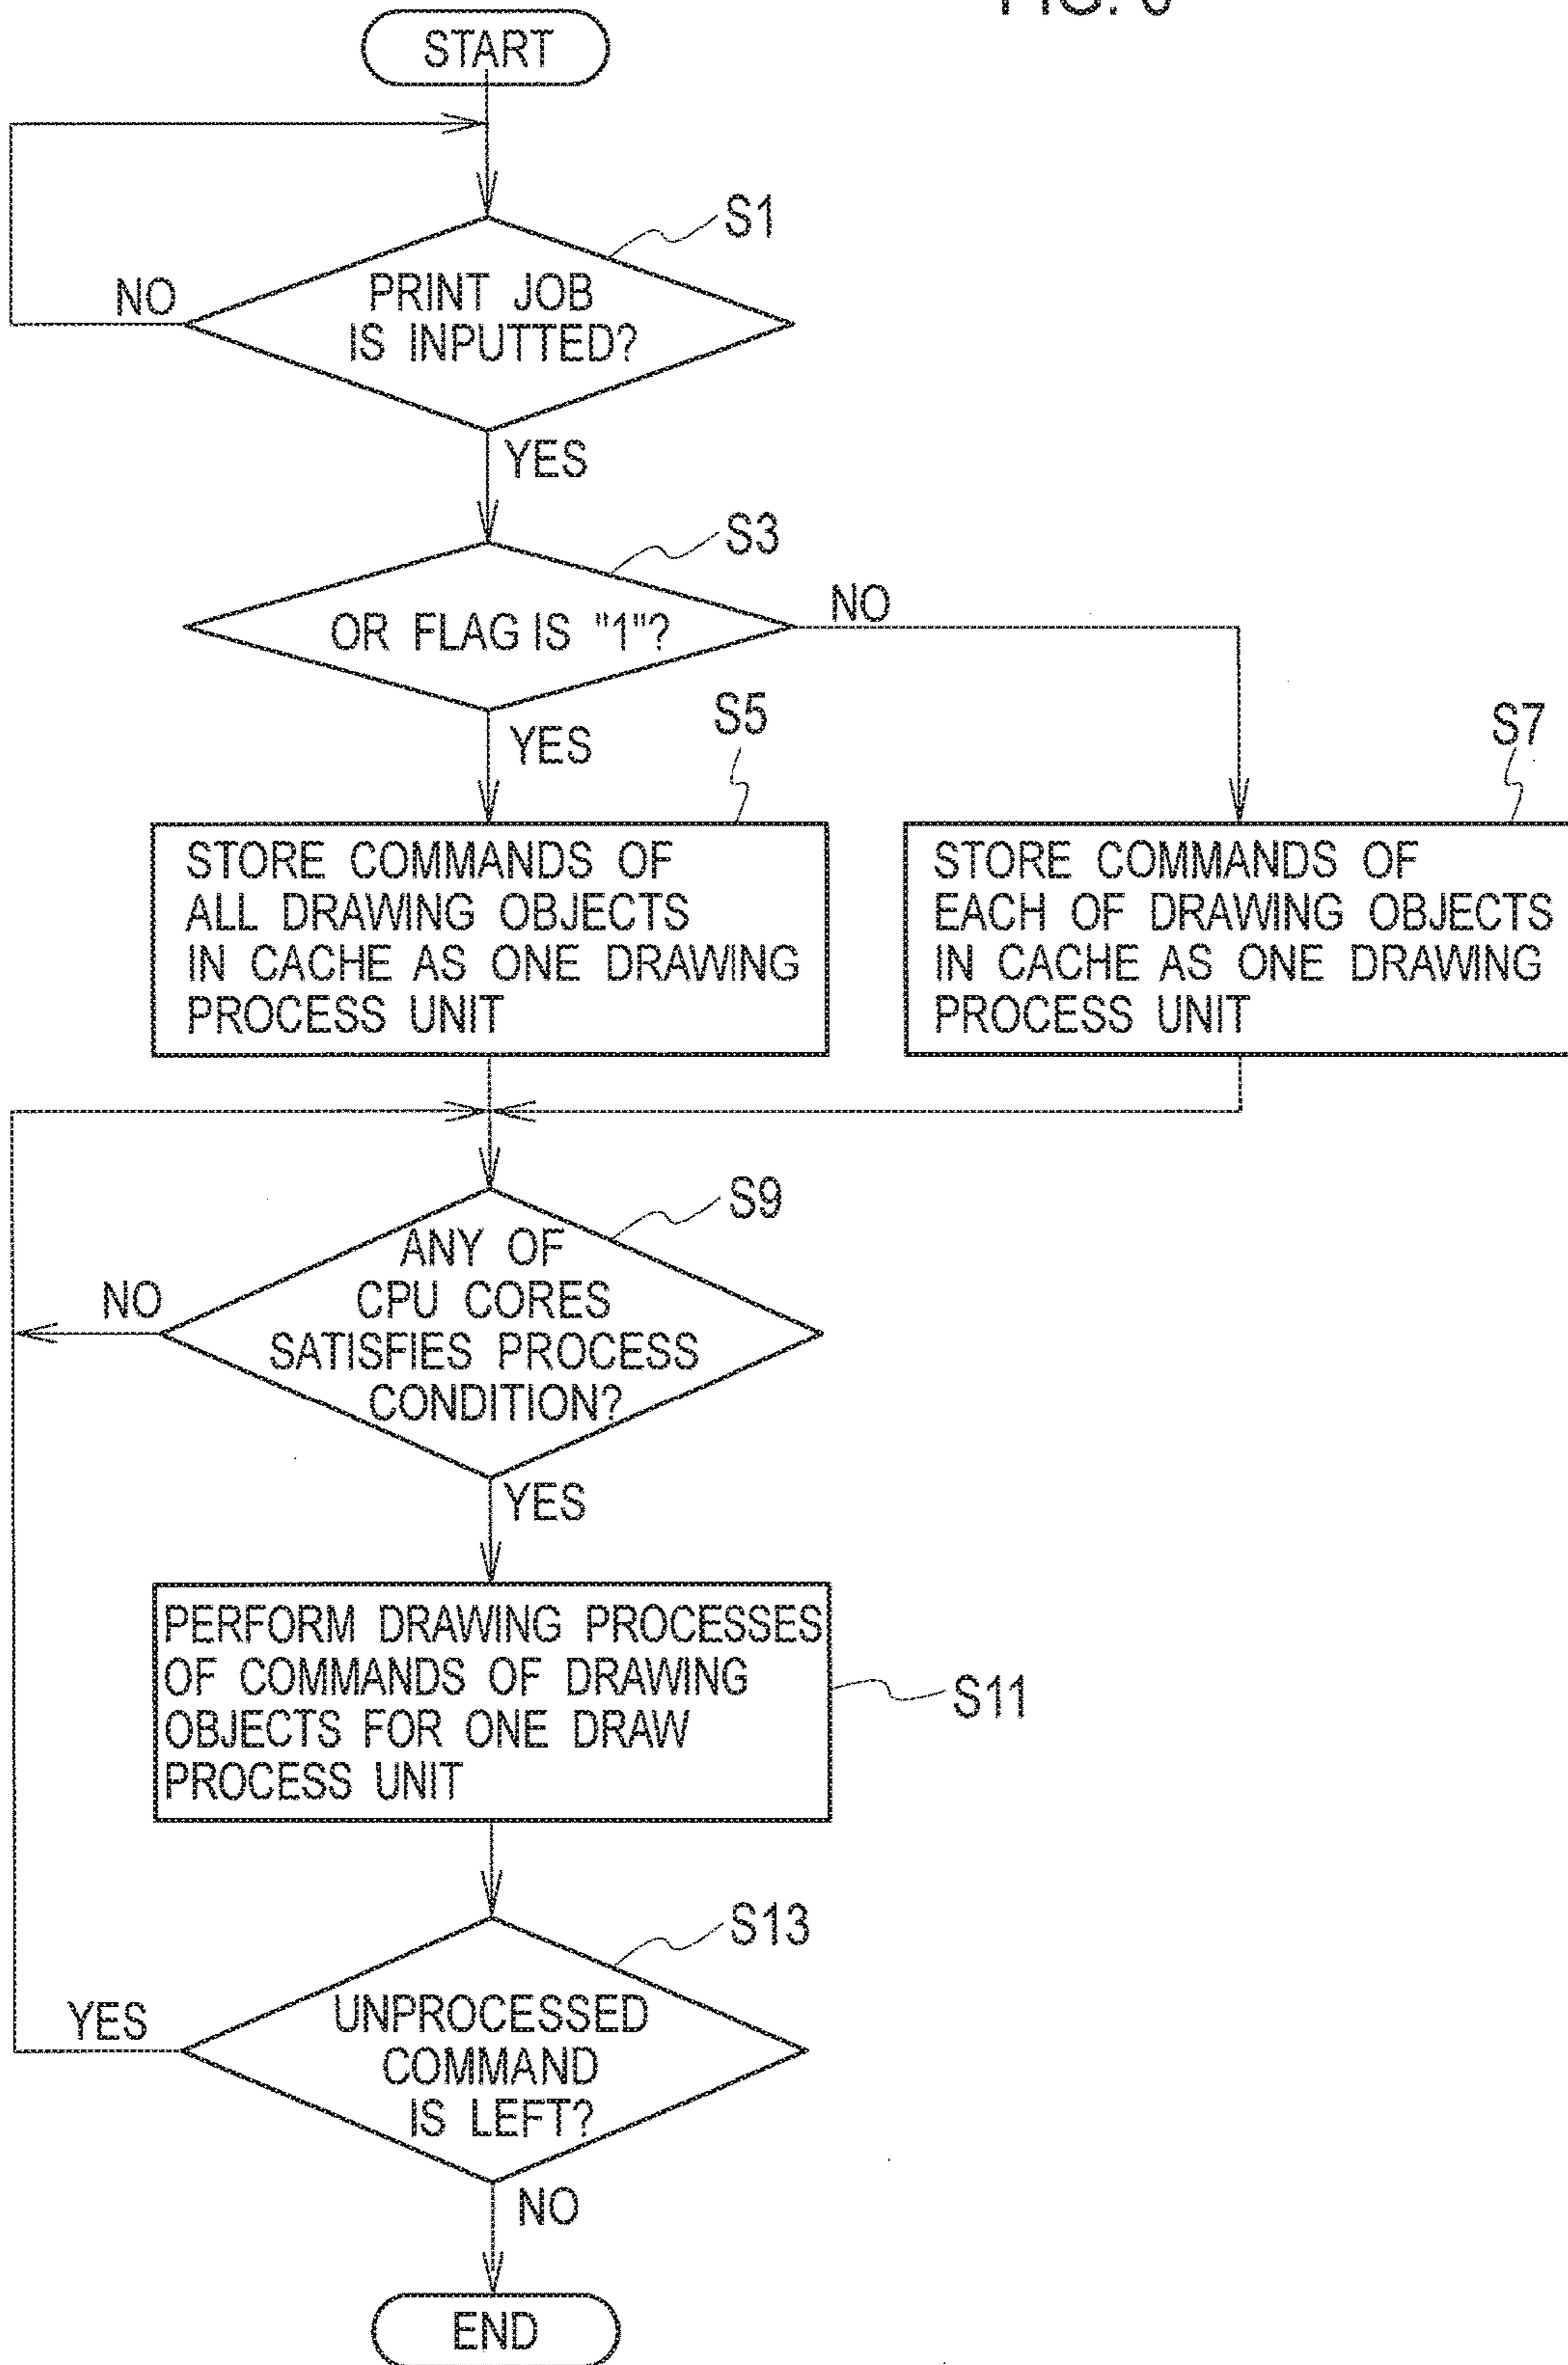 START
S1
PRINT JOB
IS INPUTTED?
NO
YES
S3
OR FLAG IS "1"?
NO
YES
S5
STORE COMMANDS OF
ALL DRAWING OBJECTS
IN CACHE AS ONE DRAWING
PROCESS UNIT
S7
STORE COMMANDS OF
EACH OF DRAWING OBJECTS
IN CACHE AS ONE DRAWING
PROCESS UNIT
S9
ANY OF
CPU CORES
SATISFIES PROCESS
CONDITION?
NO
YES
PERFORM DRAWING PROCESSES
OF COMMANDS OF DRAWING
OBJECTS FOR ONE DRAW
PROCESS UNIT
S11
S13
UNPROCESSED
COMMAND
IS LEFT?
YES
NO
END